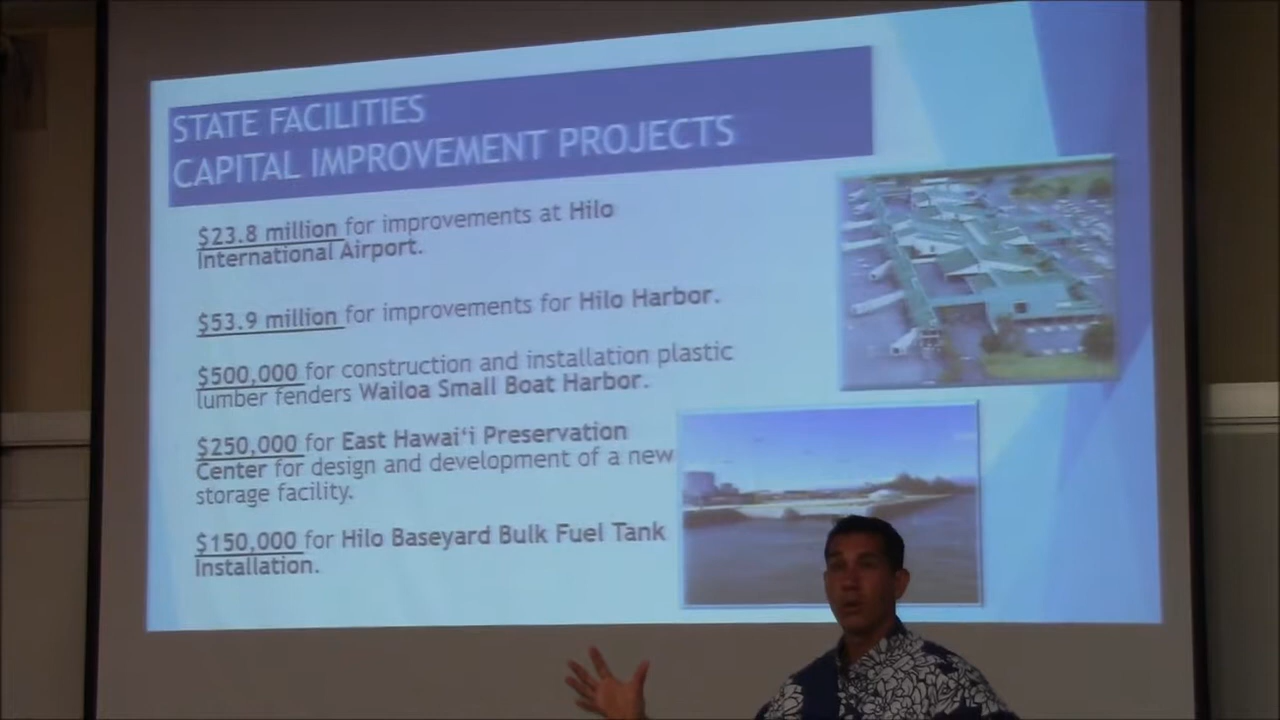 STATE FACILITIES
CAPITAL IMPROVEMENT PROJECTS
$23.8 million for improvements at Hilo
International Airport.
$53.9 million for improvements for Hilo Harbor.
$500,000 for construction and installation plastic
lumber fenders Wailoa Small Boat Harbor.
$250,000 for East Hawaiʻi Preservation
Center for design and development of a new
storage facility.
$150,000 for Hilo Baseyard Bulk Fuel Tank
Installation.